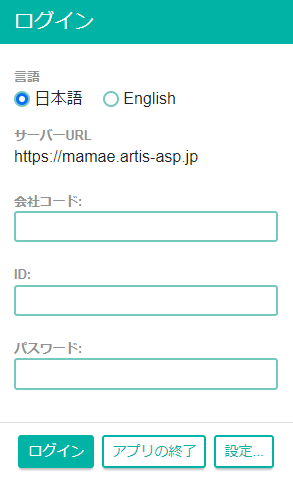 ログイン
言語
日本語 English
サーバーURL
https://mamae.artis-asp.jp
会社コード:
ID:
パスワード:
ログイン アプリの終了 設定...